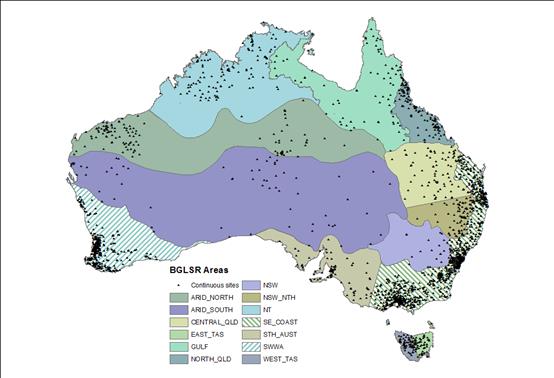 BGLSR Areas
Continuous sites
ARID_NORTH
ARID_SOUTH
CENTRAL_QLD
EAST_TAS
GULF
NORTH_QLD
NSW
NSW_NTH
NT
SE_COAST
STH_AUST
SWWA
WEST_TAS